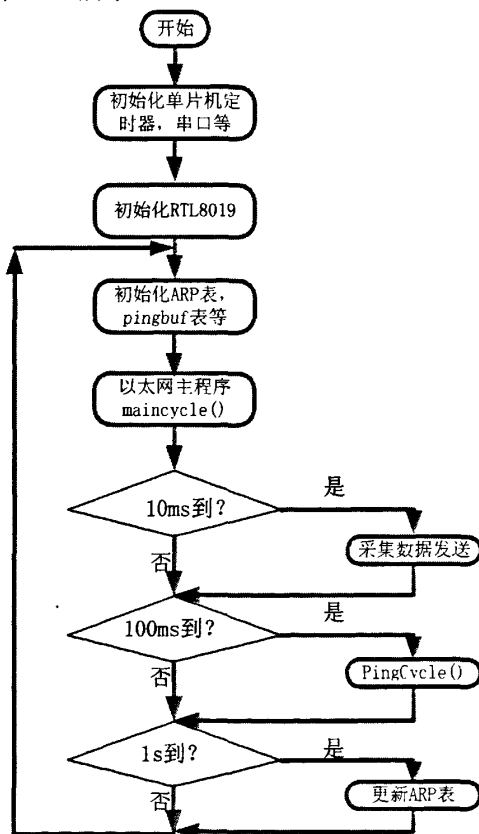 开始
初始化单片机定
时器, 串口等
初始化RTL8019
初始化ARP表,
pingbuf表等
以太网主程序
maincycle()
10ms到?
是
采集数据发送
否
100ms到?
是
PingCycle()
否
1s到?
是
更新ARP表
否